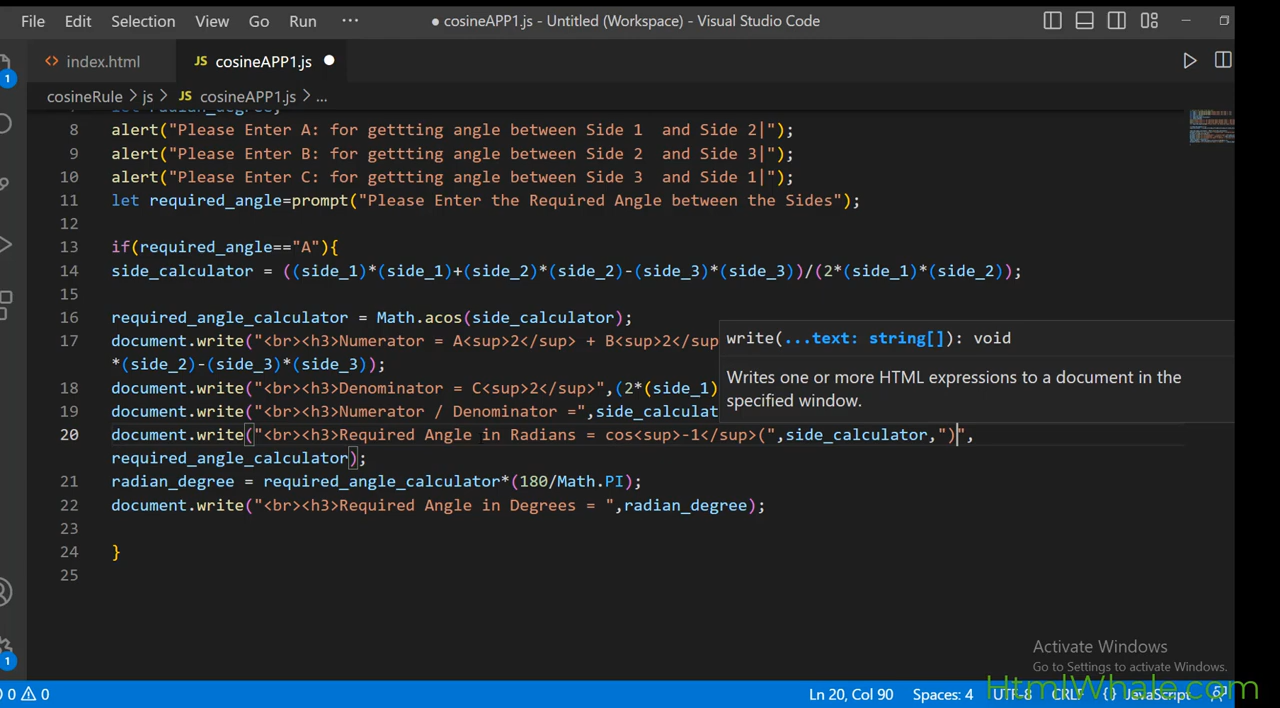 File Edit Selection View Go Run ··· ● cosineAPP1.js - Untitled (Workspace) - Visual Studio Code
<> index.html JS cosineAPP1.js ●
cosineRule > js > JS cosineAPP1.js > ...
8 alert("Please Enter A: for gettting angle between Side 1  and Side 2|");
9 alert("Please Enter B: for gettting angle between Side 2  and Side 3|");
10 alert("Please Enter C: for gettting angle between Side 3  and Side 1|");
11 let required_angle=prompt("Please Enter the Required Angle between the Sides");
12
13 if(required_angle=="A"){
14 side_calculator = ((side_1)*(side_1)+(side_2)*(side_2)-(side_3)*(side_3))/(2*(side_1)*(side_2));
15
16 required_angle_calculator = Math.acos(side_calculator);
17 document.write("<br><h3>Numerator = A<sup>2</sup> + B<sup>2</sup
*(side_2)-(side_3)*(side_3));
write(...text: string[]): void
Writes one or more HTML expressions to a document in the
specified window.
18 document.write("<br><h3>Denominator = C<sup>2</sup>",(2*(side_1)
19 document.write("<br><h3>Numerator / Denominator =",side_calculat
20 document.write("<br><h3>Required Angle in Radians = cos<sup>-1</sup>(",side_calculator,")",
required_angle_calculator);
21 radian_degree = required_angle_calculator*(180/Math.PI);
22 document.write("<br><h3>Required Angle in Degrees = ",radian_degree);
23
24 }
25
Activate Windows
Go to Settings to activate Windows.
0 0 Ln 20, Col 90 Spaces: 4 UTF-8 CRLF {} JavaScript
HtmlWhale.com
1
1